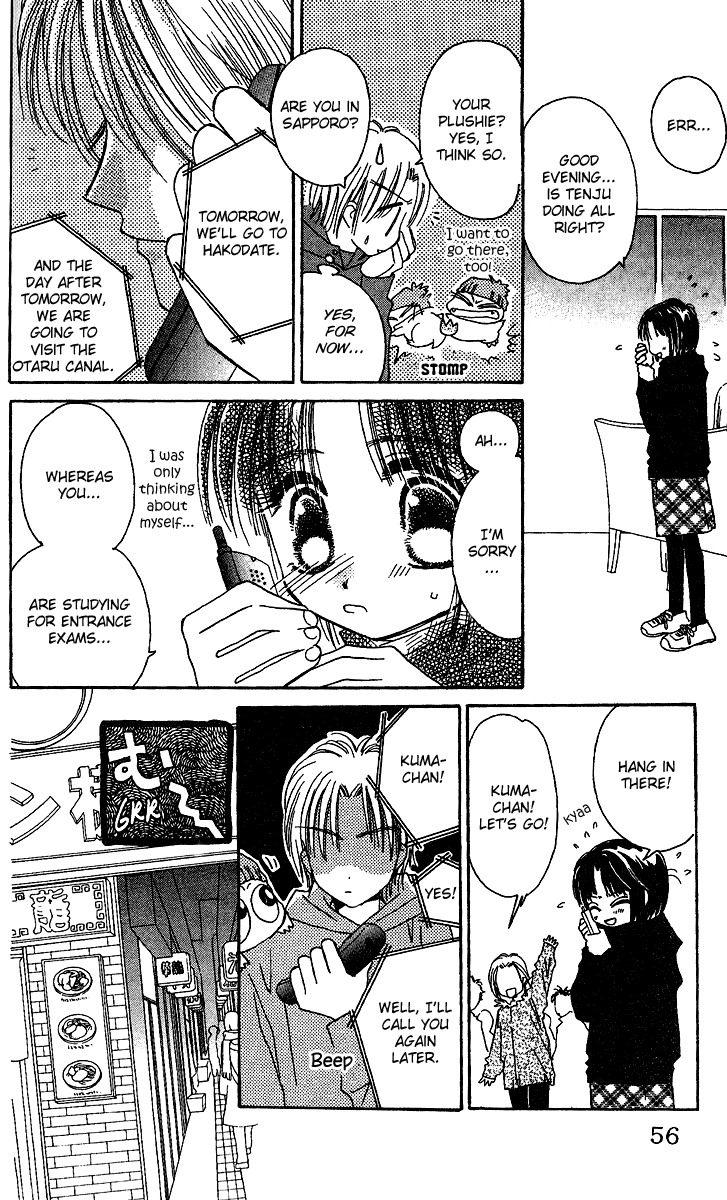 ERR...
GOOD
EVENING...
IS TENJU
DOING ALL
RIGHT?
YOUR
PLUSHIE?
YES, I
THINK SO.
ARE YOU IN
SAPPORO?
I want to
go there,
too!
STOMP
YES,
FOR
NOW...
TOMORROW,
WE'LL GO TO
HAKODATE.
AND THE
DAY AFTER
TOMORROW,
WE ARE
GOING TO
VISIT THE
OTARU CANAL.
AH...
I'M
SORRY
...
I was
only
thinking
about
myself...
WHEREAS
YOU...
ARE STUDYING
FOR ENTRANCE
EXAMS...
HANG IN
THERE!
Kyaa
KUMA-
CHAN!
LET'S GO!
KUMA-
CHAN!
YES!
WELL, I'LL
CALL YOU
AGAIN
LATER.
Beep
む〜
GRR
56